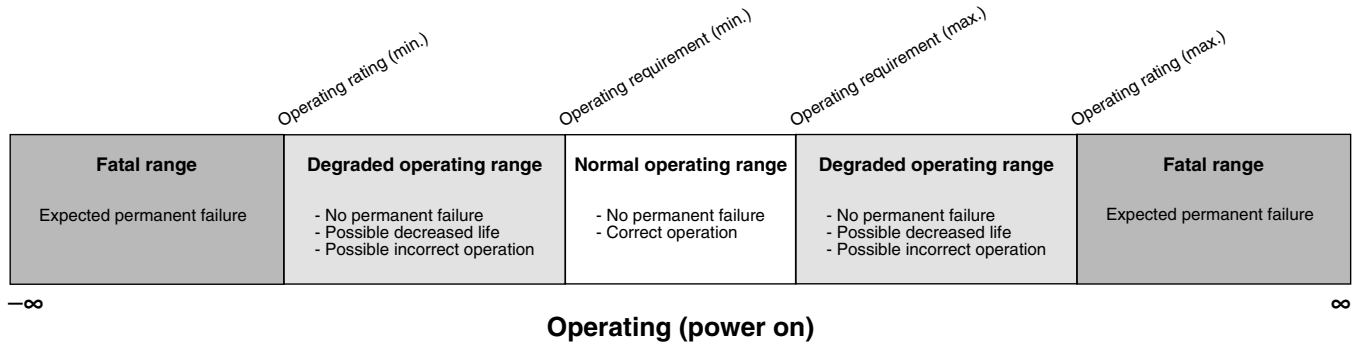 Operating rating (min.)
Operating requirement (min.)
Operating requirement (max.)
Operating rating (max.)
Fatal range
Expected permanent failure
Degraded operating range
- No permanent failure
- Possible decreased life
- Possible incorrect operation
Normal operating range
- No permanent failure
- Correct operation
Degraded operating range
- No permanent failure
- Possible decreased life
- Possible incorrect operation
Fatal range
Expected permanent failure
–∞
∞
Operating (power on)